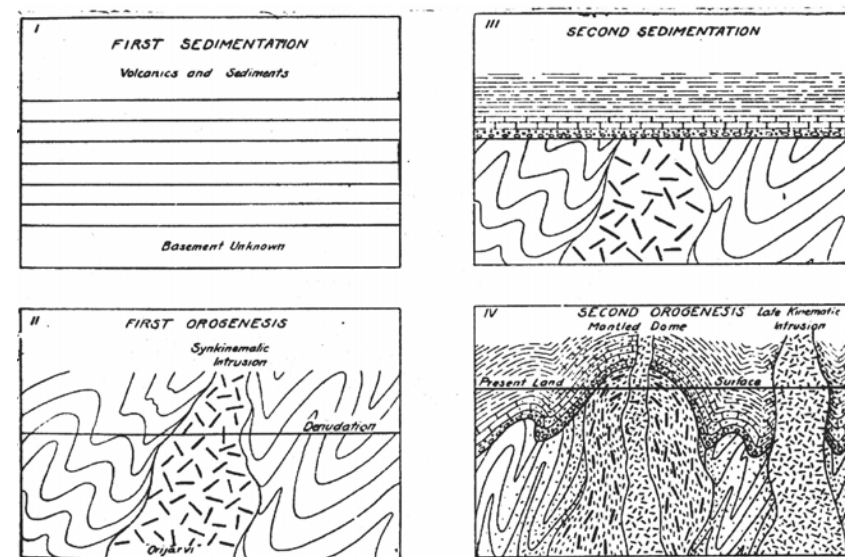 I
FIRST SEDIMENTATION
Volcanics and Sediments
Basement Unknown
II
FIRST OROGENESIS
Synkinematic
Intrusion
Denudation
"Orijärvi"
III
SECOND SEDIMENTATION
IV
SECOND OROGENESIS
Mantled Dome
Late Kinematic
Intrusion
Present Land Surface